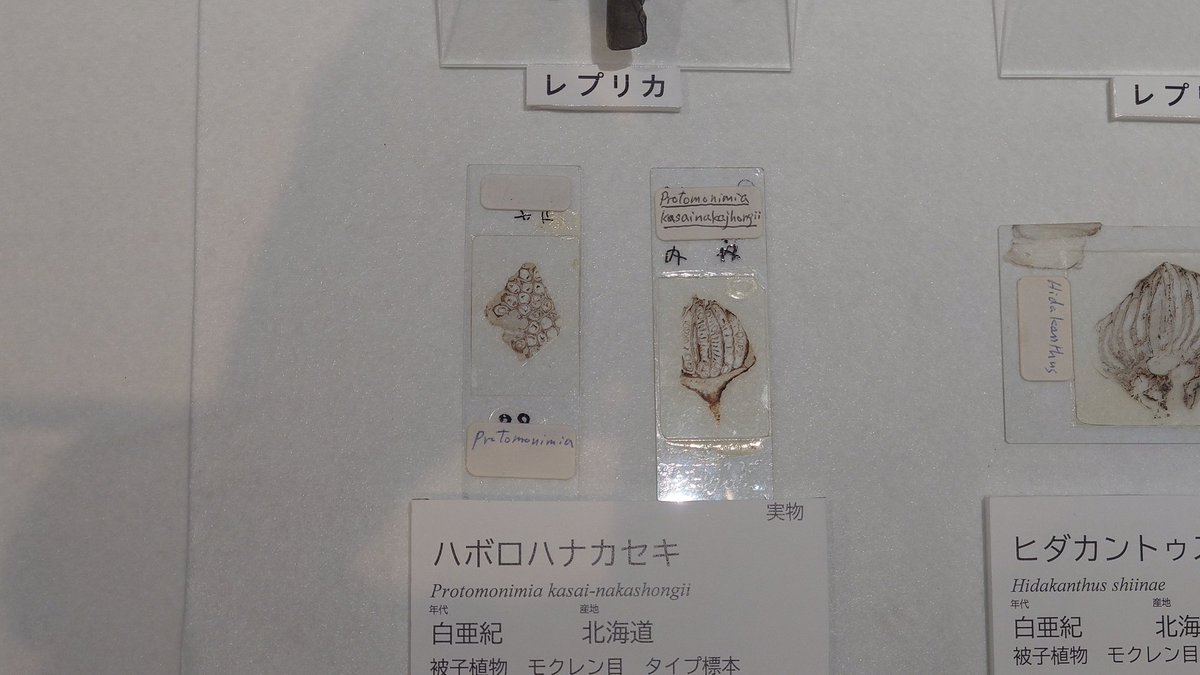 レプリカ
レプリ
Protomonimia
kasainakajhongii
Protomonimia
Hidakanthus
実物
ハボロハナカセキ
Protomonimia kasai-nakashongii
年代 産地
白亜紀 北海道
被子植物 モクレン目 タイプ標本
ヒダカントゥス
Hidakanthus shiinae
年代 産地
白亜紀 北海
被子植物 モクレン目